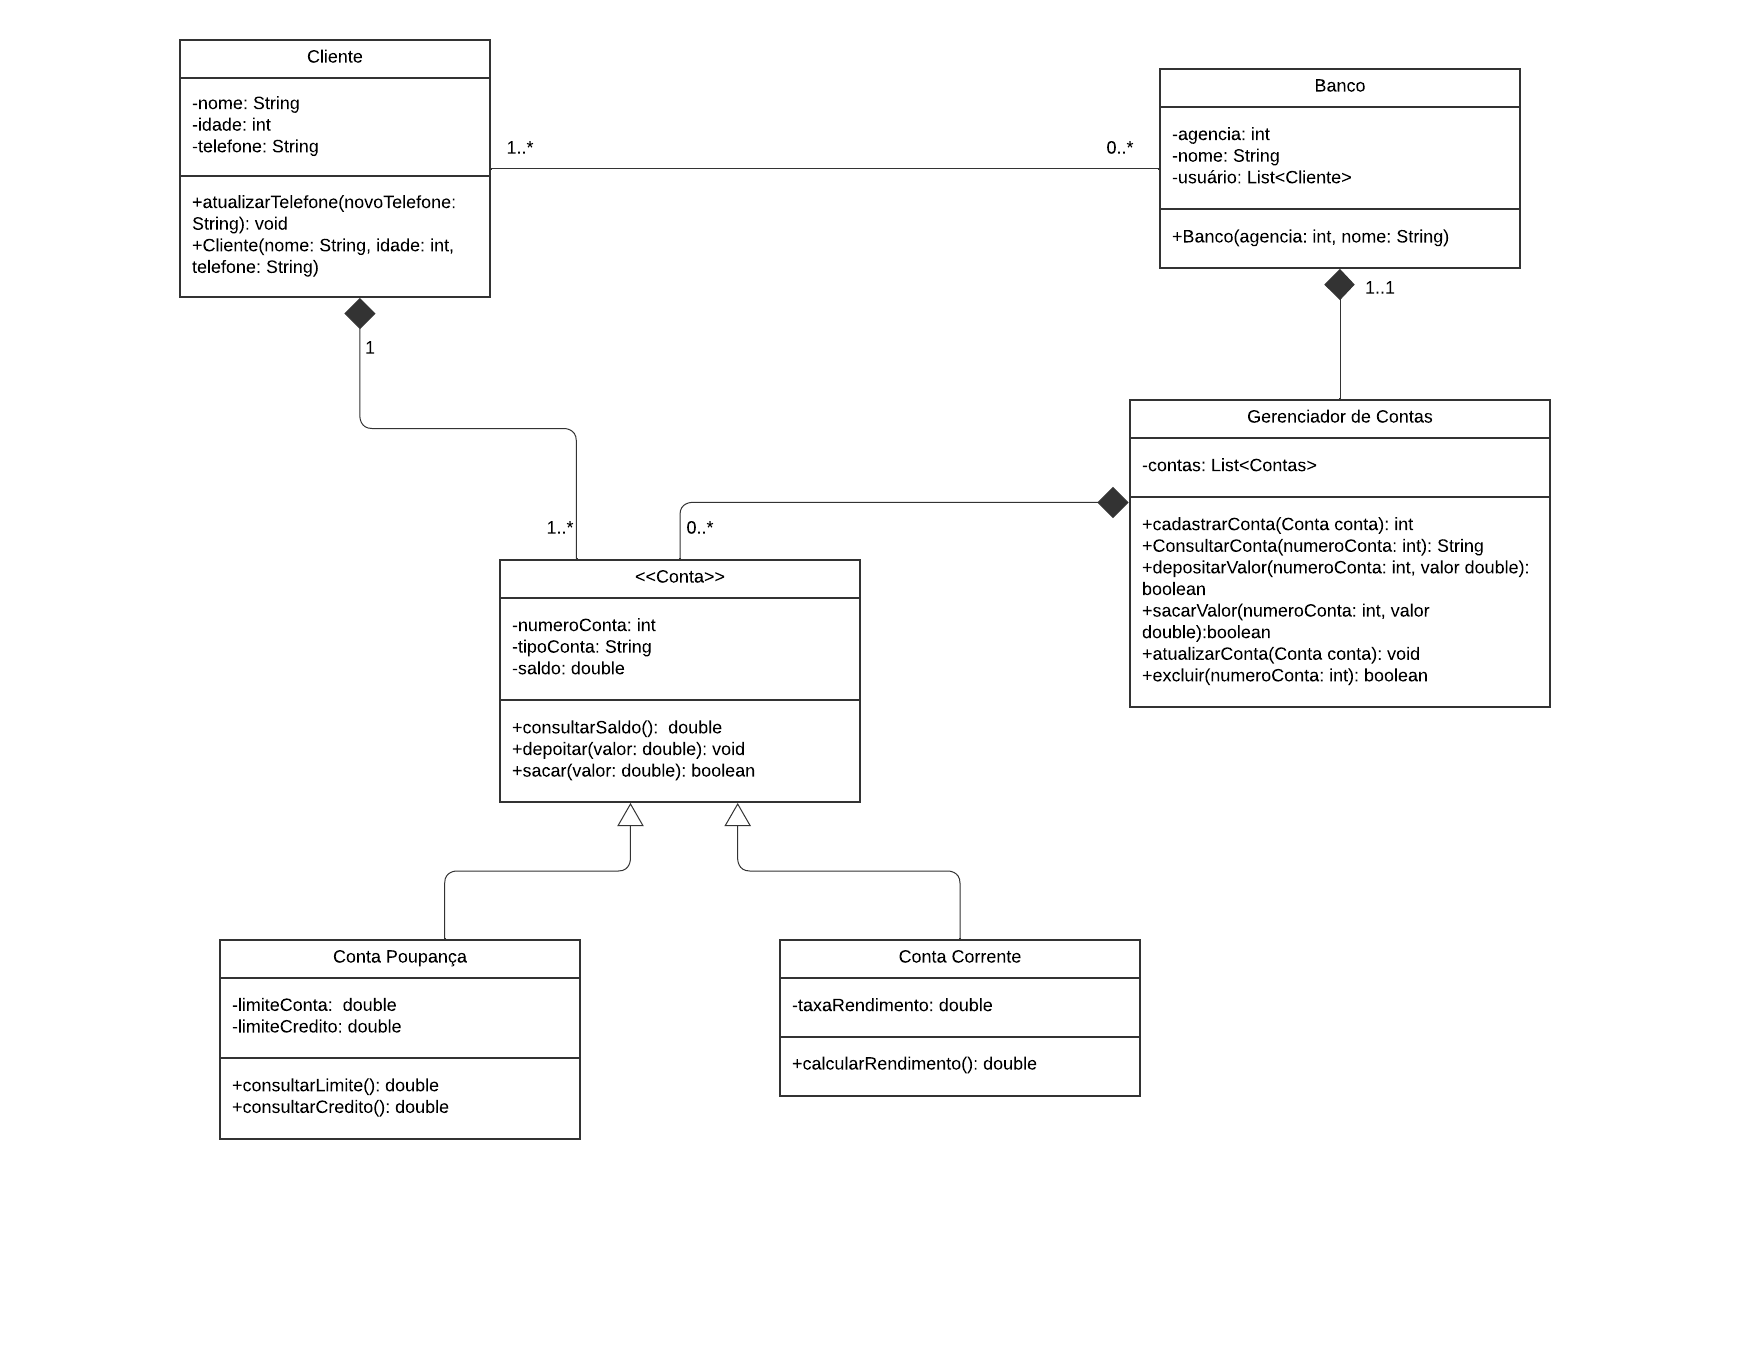 Cliente
-nome: String
-idade: int
-telefone: String
+atualizarTelefone(novoTelefone:
String): void
+Cliente(nome: String, idade: int,
telefone: String)
1..*
0..*
Banco
-agencia: int
-nome: String
-usuário: List<Cliente>
+Banco(agencia: int, nome: String)
1..1
1
1..*
0..*
Gerenciador de Contas
-contas: List<Contas>
+cadastrarConta(Conta conta): int
+ConsultarConta(numeroConta: int): String
+depositarValor(numeroConta: int, valor double):
boolean
+sacarValor(numeroConta: int, valor
double):boolean
+atualizarConta(Conta conta): void
+excluir(numeroConta: int): boolean
<<Conta>>
-numeroConta: int
-tipoConta: String
-saldo: double
+consultarSaldo():  double
+depoitar(valor: double): void
+sacar(valor: double): boolean
Conta Poupança
-limiteConta:  double
-limiteCredito: double
+consultarLimite(): double
+consultarCredito(): double
Conta Corrente
-taxaRendimento: double
+calcularRendimento(): double